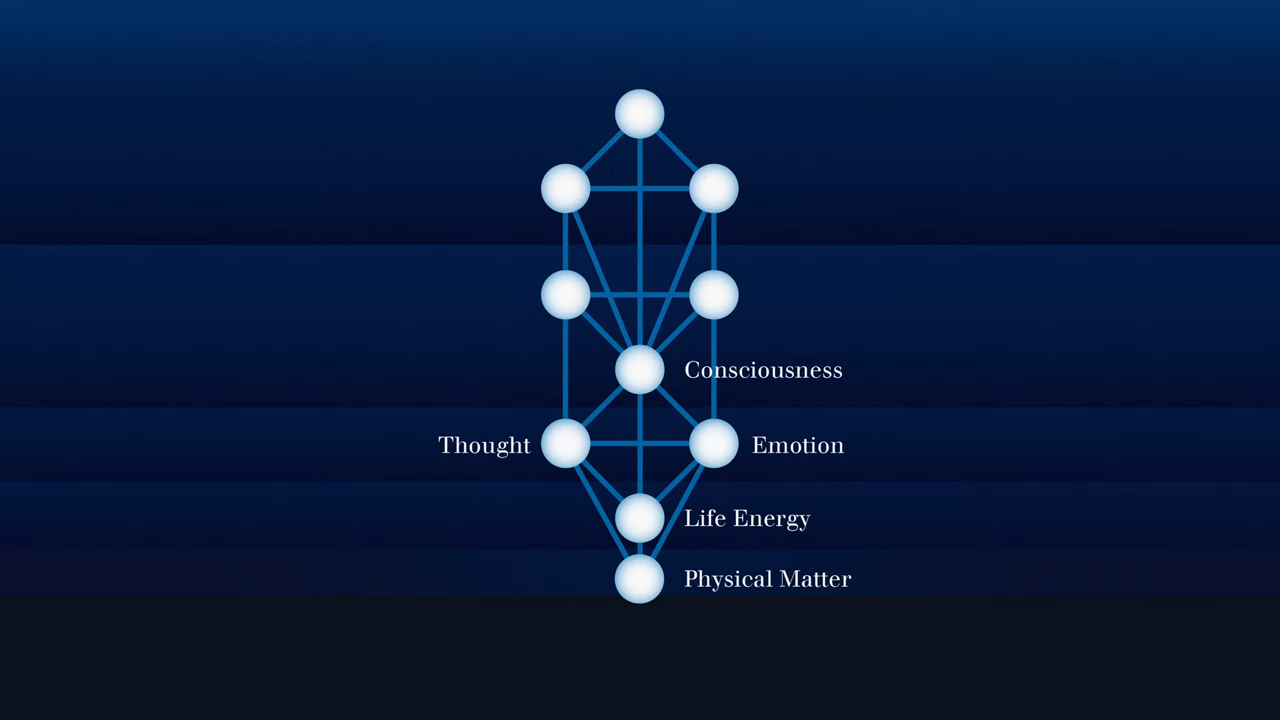 Consciousness
Thought
Emotion
Life Energy
Physical Matter